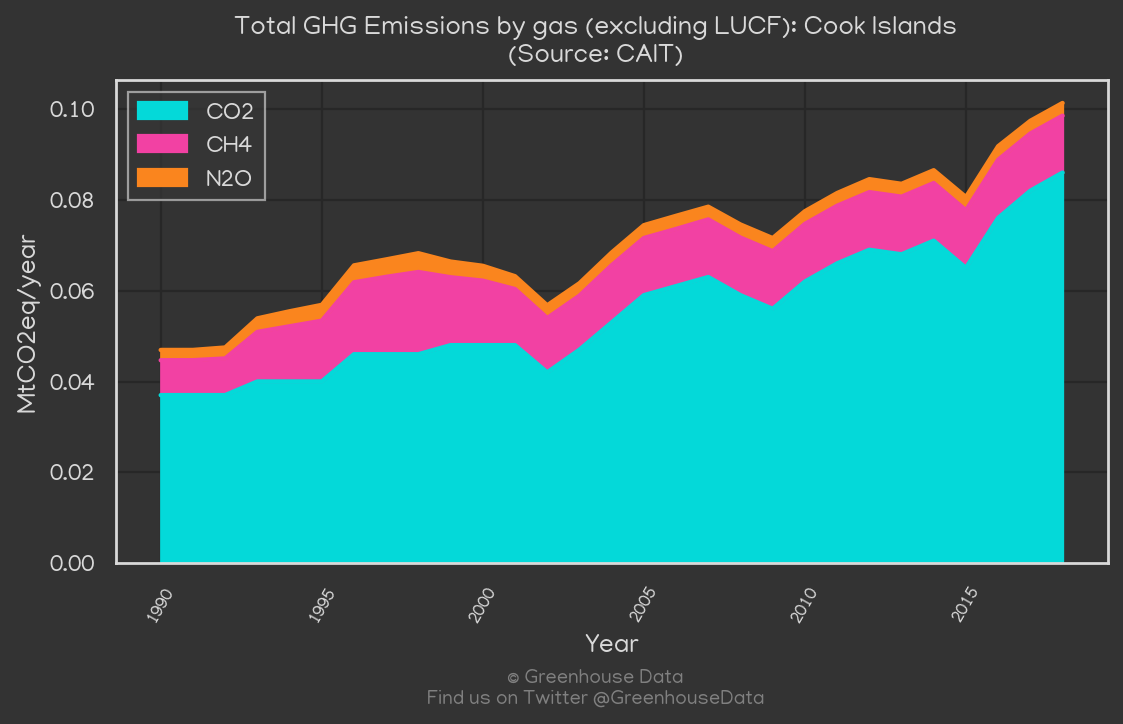 Total GHG Emissions by gas (excluding LUCF): Cook Islands
(Source: CAIT)
CO2
CH4
N2O
0.10
0.08
0.06
0.04
0.02
0.00
MtCO2eq/year
1990
1995
2000
2005
2010
2015
Year
© Greenhouse Data
Find us on Twitter @GreenhouseData